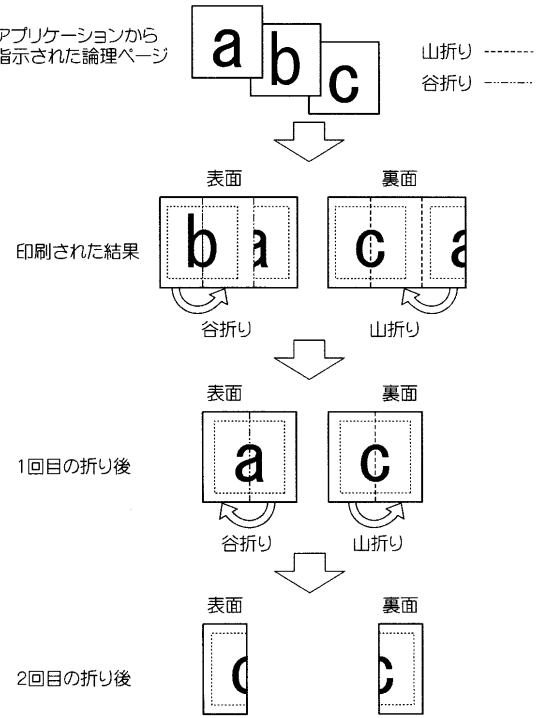 アプリケーションから
指示された論理ページ
a
b
c
山折り
谷折り
表面
裏面
印刷された結果
b
a
c
a
谷折り
山折り
表面
裏面
1回目の折り後
a
c
谷折り
山折り
表面
裏面
2回目の折り後
c